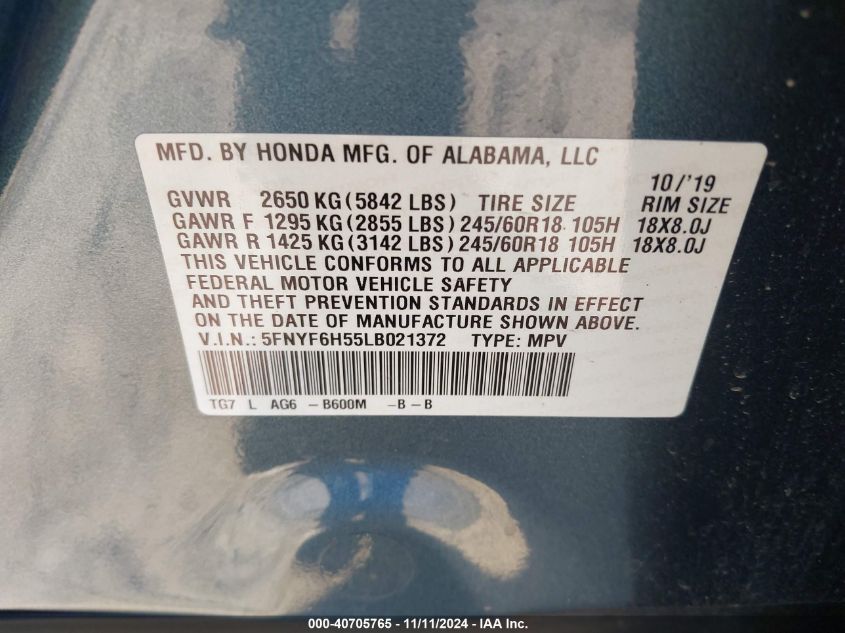 MFD. BY HONDA MFG. OF ALABAMA, LLC
10/'19
GVWR 2650 KG (5842 LBS) TIRE SIZE RIM SIZE
GAWR F 1295 KG (2855 LBS) 245/60R18 105H 18X8.0J
GAWR R 1425 KG (3142 LBS) 245/60R18 105H 18X8.0J
THIS VEHICLE CONFORMS TO ALL APPLICABLE
FEDERAL MOTOR VEHICLE SAFETY
AND THEFT PREVENTION STANDARDS IN EFFECT
ON THE DATE OF MANUFACTURE SHOWN ABOVE.
V.I.N.: 5FNYF6H55LB021372 TYPE: MPV
TG7 L AG6 - B600M -B-B
000-40705765 - 11/11/2024 - IAA Inc.